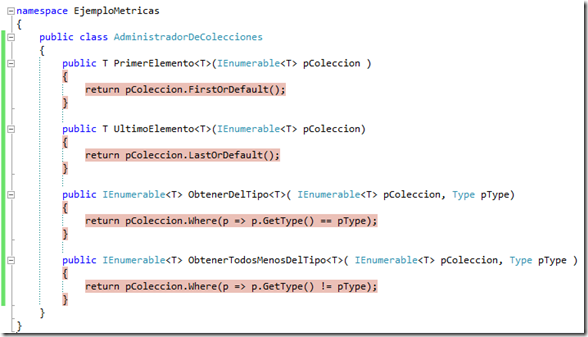 namespace EjemploMetricas
{
public class AdministradorDeColecciones
{
public T PrimerElemento<T>(IEnumerable<T> pColeccion )
{
return pColeccion.FirstOrDefault();
}
public T UltimoElemento<T>(IEnumerable<T> pColeccion)
{
return pColeccion.LastOrDefault();
}
public IEnumerable<T> ObtenerDelTipo<T>( IEnumerable<T> pColeccion, Type pType)
{
return pColeccion.Where(p => p.GetType() == pType);
}
public IEnumerable<T> ObtenerTodosMenosDelTipo<T>( IEnumerable<T> pColeccion, Type pType )
{
return pColeccion.Where(p => p.GetType() != pType);
}
}
}